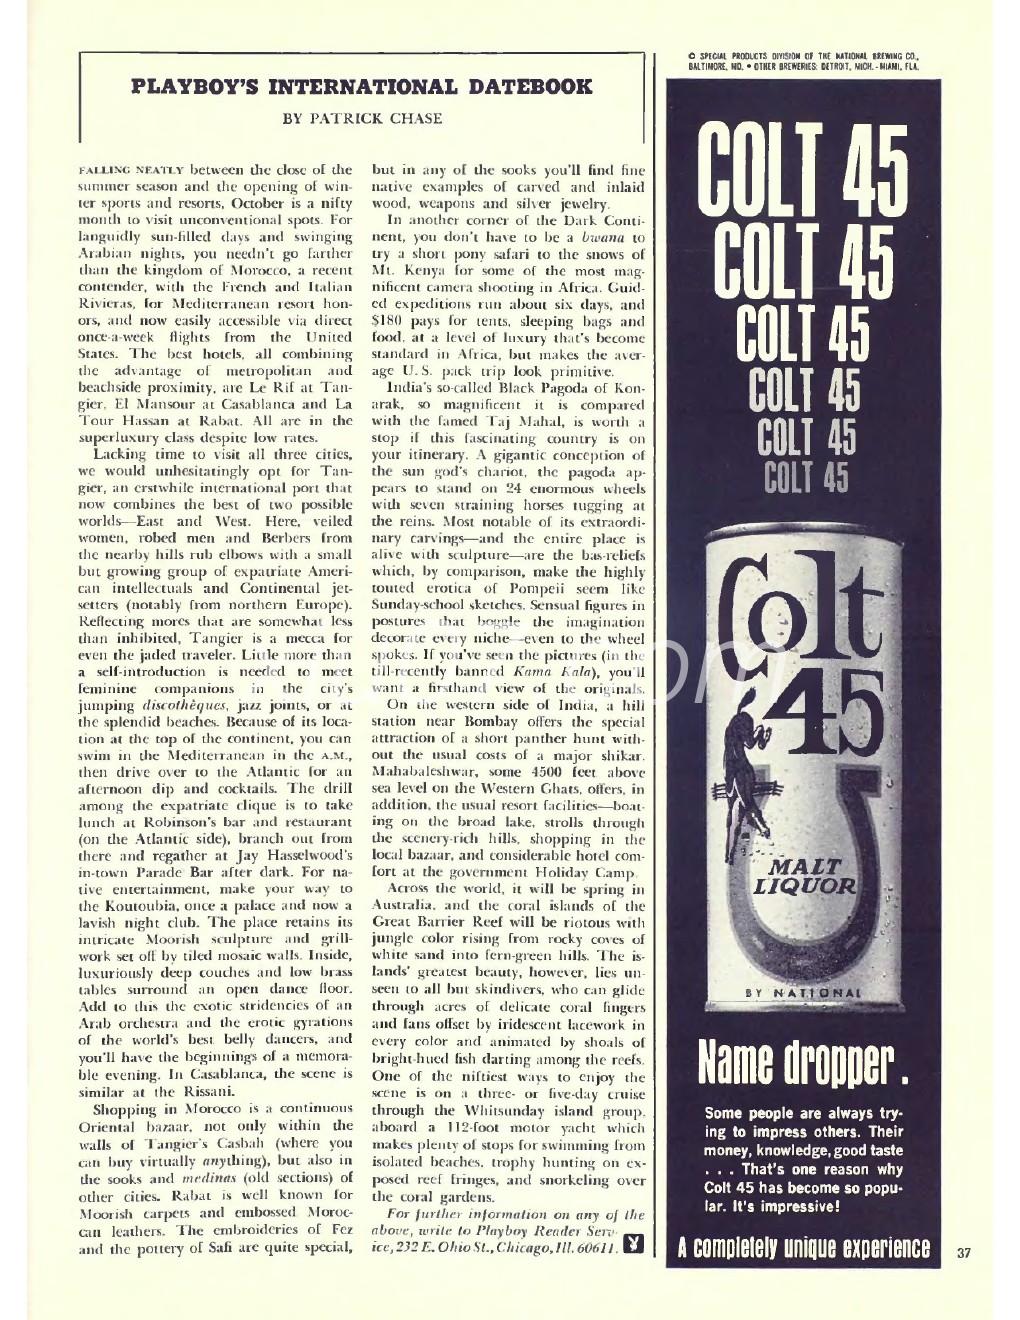 PLAYBOY'S INTERNATIONAL DATEBOOK
BY PATRICK CHASE
FALLING NEATLY between the close of the
summer season and the opening of win-
ter sports and resorts, October is a nifty
month to visit unconventional spots. For
languidly sun-filled days and swinging
Arabian nights, you needn't go farther
than the kingdom of Morocco, a recent
contender, with the French and Italian
Rivieras, for Mediterranean resort hon-
ors, and now easily accessible via direct
once-a-week flights from the United
States. The best hotels, all combining
the advantage of metropolitan and
beachside proximity, are Le Rif at Tan-
gier, El Mansour at Casablanca and La
Tour Hassan at Rabat. All are in the
superluxury class despite low rates.
Lacking time to visit all three cities,
we would unhesitatingly opt for Tan-
gier, an erstwhile international port that
now combines the best of two possible
worlds—East and West. Here, veiled
women, robed men and Berbers from
the nearby hills rub elbows with a small
but growing group of expatriate Ameri-
can intellectuals and Continental jet-
setters (notably from northern Europe).
Reflecting mores that are somewhat less
than inhibited, Tangier is a mecca for
even the jaded traveler. Little more than
a self-introduction is needed to meet
feminine companions in the city's
jumping discothèques, jazz joints, or at
the splendid beaches. Because of its loca-
tion at the top of the continent, you can
swim in the Mediterranean in the A.M.,
then drive over to the Atlantic for an
afternoon dip and cocktails. The drill
among the expatriate clique is to take
lunch at Robinson's bar and restaurant
(on the Atlantic side), branch out from
there and regather at Jay Hasselwood's
in-town Parade Bar after dark. For na-
tive entertainment, make your way to
the Koutoubia, once a palace and now a
lavish night club. The place retains its
intricate Moorish sculpture and grill-
work set off by tiled mosaic walls. Inside,
luxuriously deep couches and low brass
tables surround an open dance floor.
Add to this the exotic stridencies of an
Arab orchestra and the erotic gyrations
of the world's best belly dancers, and
you'll have the beginnings of a memora-
ble evening. In Casablanca, the scene is
similar at the Rissani.
Shopping in Morocco is a continuous
Oriental bazaar, not only within the
walls of Tangier's Casbah (where you
can buy virtually anything), but also in
the sooks and medinas (old sections) of
other cities. Rabat is well known for
Moorish carpets and embossed Moroc-
can leathers. The embroideries of Fez
and the pottery of Safi are quite special,
but in any of the sooks you'll find fine
native examples of carved and inlaid
wood, weapons and silver jewelry.
In another corner of the Dark Conti-
nent, you don't have to be a bwana to
try a short pony safari to the snows of
Mt. Kenya for some of the most mag-
nificent camera shooting in Africa. Guid-
ed expeditions run about six days, and
$180 pays for tents, sleeping bags and
food, at a level of luxury that's become
standard in Africa, but makes the aver-
age U.S. pack trip look primitive.
India's so-called Black Pagoda of Kon-
arak, so magnificent it is compared
with the famed Taj Mahal, is worth a
stop if this fascinating country is on
your itinerary. A gigantic conception of
the sun god's chariot, the pagoda ap-
pears to stand on 24 enormous wheels
with seven straining horses tugging at
the reins. Most notable of its extraordi-
nary carvings—and the entire place is
alive with sculpture—are the bas-reliefs
which, by comparison, make the highly
touted erotica of Pompeii seem like
Sunday-school sketches. Sensual figures in
postures that boggle the imagination
decorate every niche—even to the wheel
spokes. If you've seen the pictures (in the
till-recently banned Kama Kala), you'll
want a firsthand view of the originals.
On the western side of India, a hill
station near Bombay offers the special
attraction of a short panther hunt with-
out the usual costs of a major shikar.
Mahabaleshwar, some 4500 feet above
sea level on the Western Ghats, offers, in
addition, the usual resort facilities—boat-
ing on the broad lake, strolls through
the scenery-rich hills, shopping in the
local bazaar, and considerable hotel com-
fort at the government Holiday Camp.
Across the world, it will be spring in
Australia, and the coral islands of the
Great Barrier Reef will be riotous with
jungle color rising from rocky coves of
white sand into fern-green hills. The is-
lands' greatest beauty, however, lies un-
seen to all but skindivers, who can glide
through acres of delicate coral fingers
and fans offset by iridescent lacework in
every color and animated by shoals of
bright-hued fish darting among the reefs.
One of the niftiest ways to enjoy the
scene is on a three- or five-day cruise
through the Whitsunday island group,
aboard a 112-foot motor yacht which
makes plenty of stops for swimming from
isolated beaches, trophy hunting on ex-
posed reef fringes, and snorkeling over
the coral gardens.
For further information on any of the
above, write to Playboy Reader Serv-
ice, 232 E. Ohio St., Chicago, Ill. 60611.
© SPECIAL PRODUCTS DIVISION OF THE NATIONAL BREWING CO.,
BALTIMORE, MD. • OTHER BREWERIES: DETROIT, MICH. - MIAMI, FLA.
COLT 45
COLT 45
COLT 45
COLT 45
COLT 45
COLT 45
Colt
45
MALT
LIQUOR
BY NATIONAL
Name dropper.
Some people are always try-
ing to impress others. Their
money, knowledge, good taste
. . . That's one reason why
Colt 45 has become so popu-
lar. It's impressive!
A completely unique experience
37